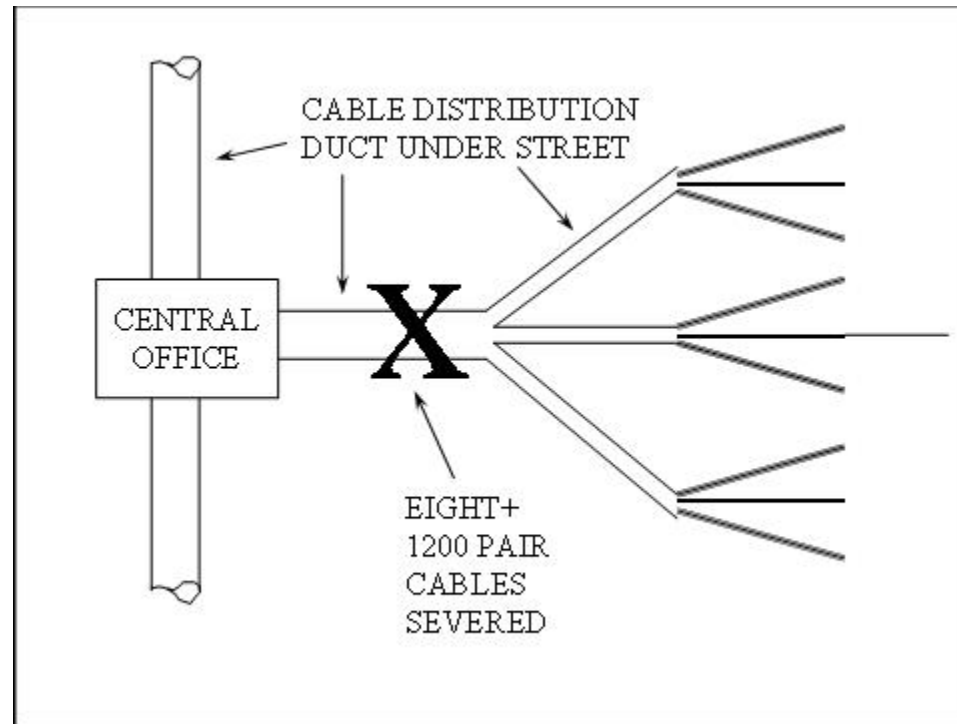 CABLE DISTRIBUTION
DUCT UNDER STREET
CENTRAL
OFFICE
X
EIGHT+
1200 PAIR
CABLES
SEVERED